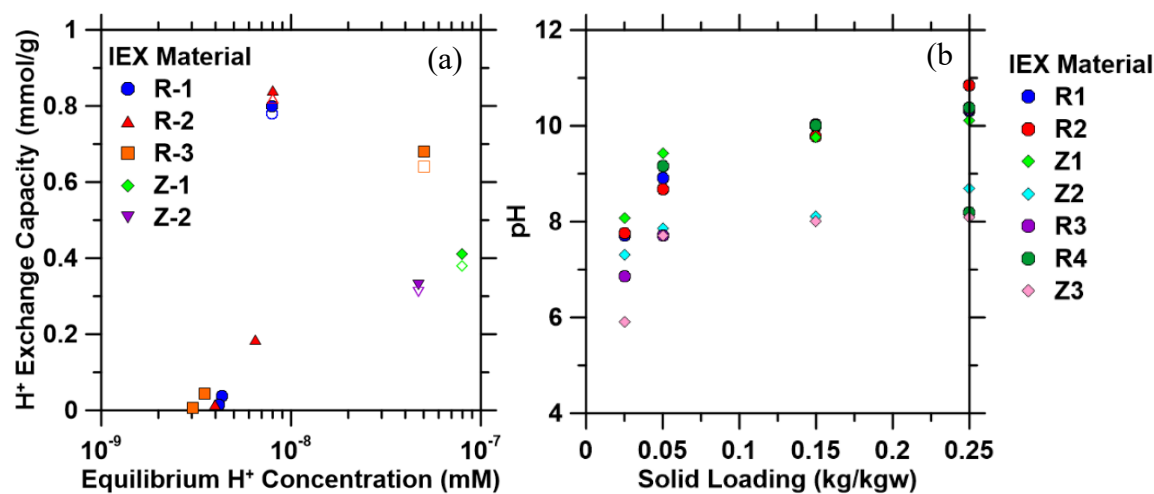 1
0.8
0.6
0.4
0.2
0
H⁺ Exchange Capacity (mmol/g)
IEX Material
R-1
R-2
R-3
Z-1
Z-2
(a)
10⁻⁹
10⁻⁸
10⁻⁷
Equilibrium H⁺ Concentration (mM)
12
10
8
6
4
pH
(b)
0
0.05
0.1
0.15
0.2
0.25
Solid Loading (kg/kgw)
IEX Material
R1
R2
Z1
Z2
R3
R4
Z3